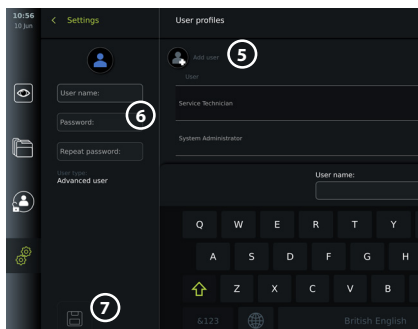 10:56
10 Jun
Settings
User profiles
5
Add user
User
User name:
Service Technician
Password:
6
System Administrator
Repeat password:
User type:
Advanced user
User name:
Q W E R T Y
A S D F G H
Z X C V B
7
&123
British English